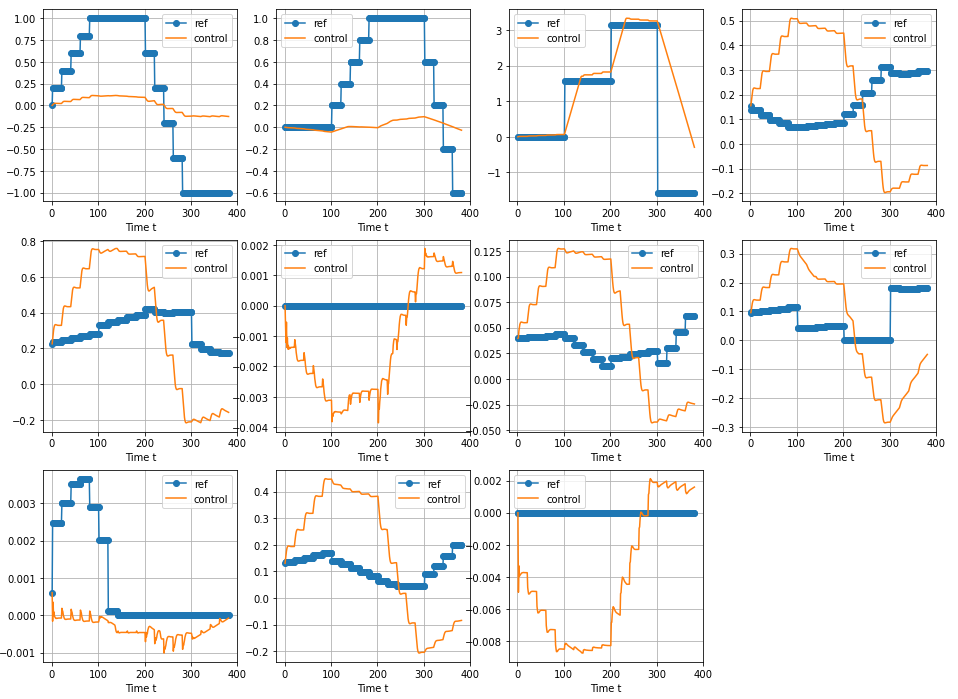 1.00
0.75
0.50
0.25
0.00
−0.25
−0.50
−0.75
−1.00
ref
control
0 100 200 300 400
Time t
1.0
0.8
0.6
0.4
0.2
0.0
−0.2
−0.4
−0.6
ref
control
0 100 200 300 400
Time t
3
2
1
0
−1
ref
control
0 100 200 300 400
Time t
0.5
0.4
0.3
0.2
0.1
0.0
−0.1
−0.2
ref
control
0 100 200 300 400
Time t
0.8
0.6
0.4
0.2
0.0
−0.2
ref
control
0 100 200 300 400
Time t
0.002
0.001
0.000
−0.001
−0.002
−0.003
−0.004
ref
control
0 100 200 300 400
Time t
0.125
0.100
0.075
0.050
0.025
0.000
−0.025
−0.050
ref
control
0 100 200 300 400
Time t
0.3
0.2
0.1
0.0
−0.1
−0.2
−0.3
ref
control
0 100 200 300 400
Time t
0.003
0.002
0.001
0.000
−0.001
ref
control
0 100 200 300 400
Time t
0.4
0.3
0.2
0.1
0.0
−0.1
−0.2
ref
control
0 100 200 300 400
Time t
0.002
0.000
−0.002
−0.004
−0.006
−0.008
ref
control
0 100 200 300 400
Time t